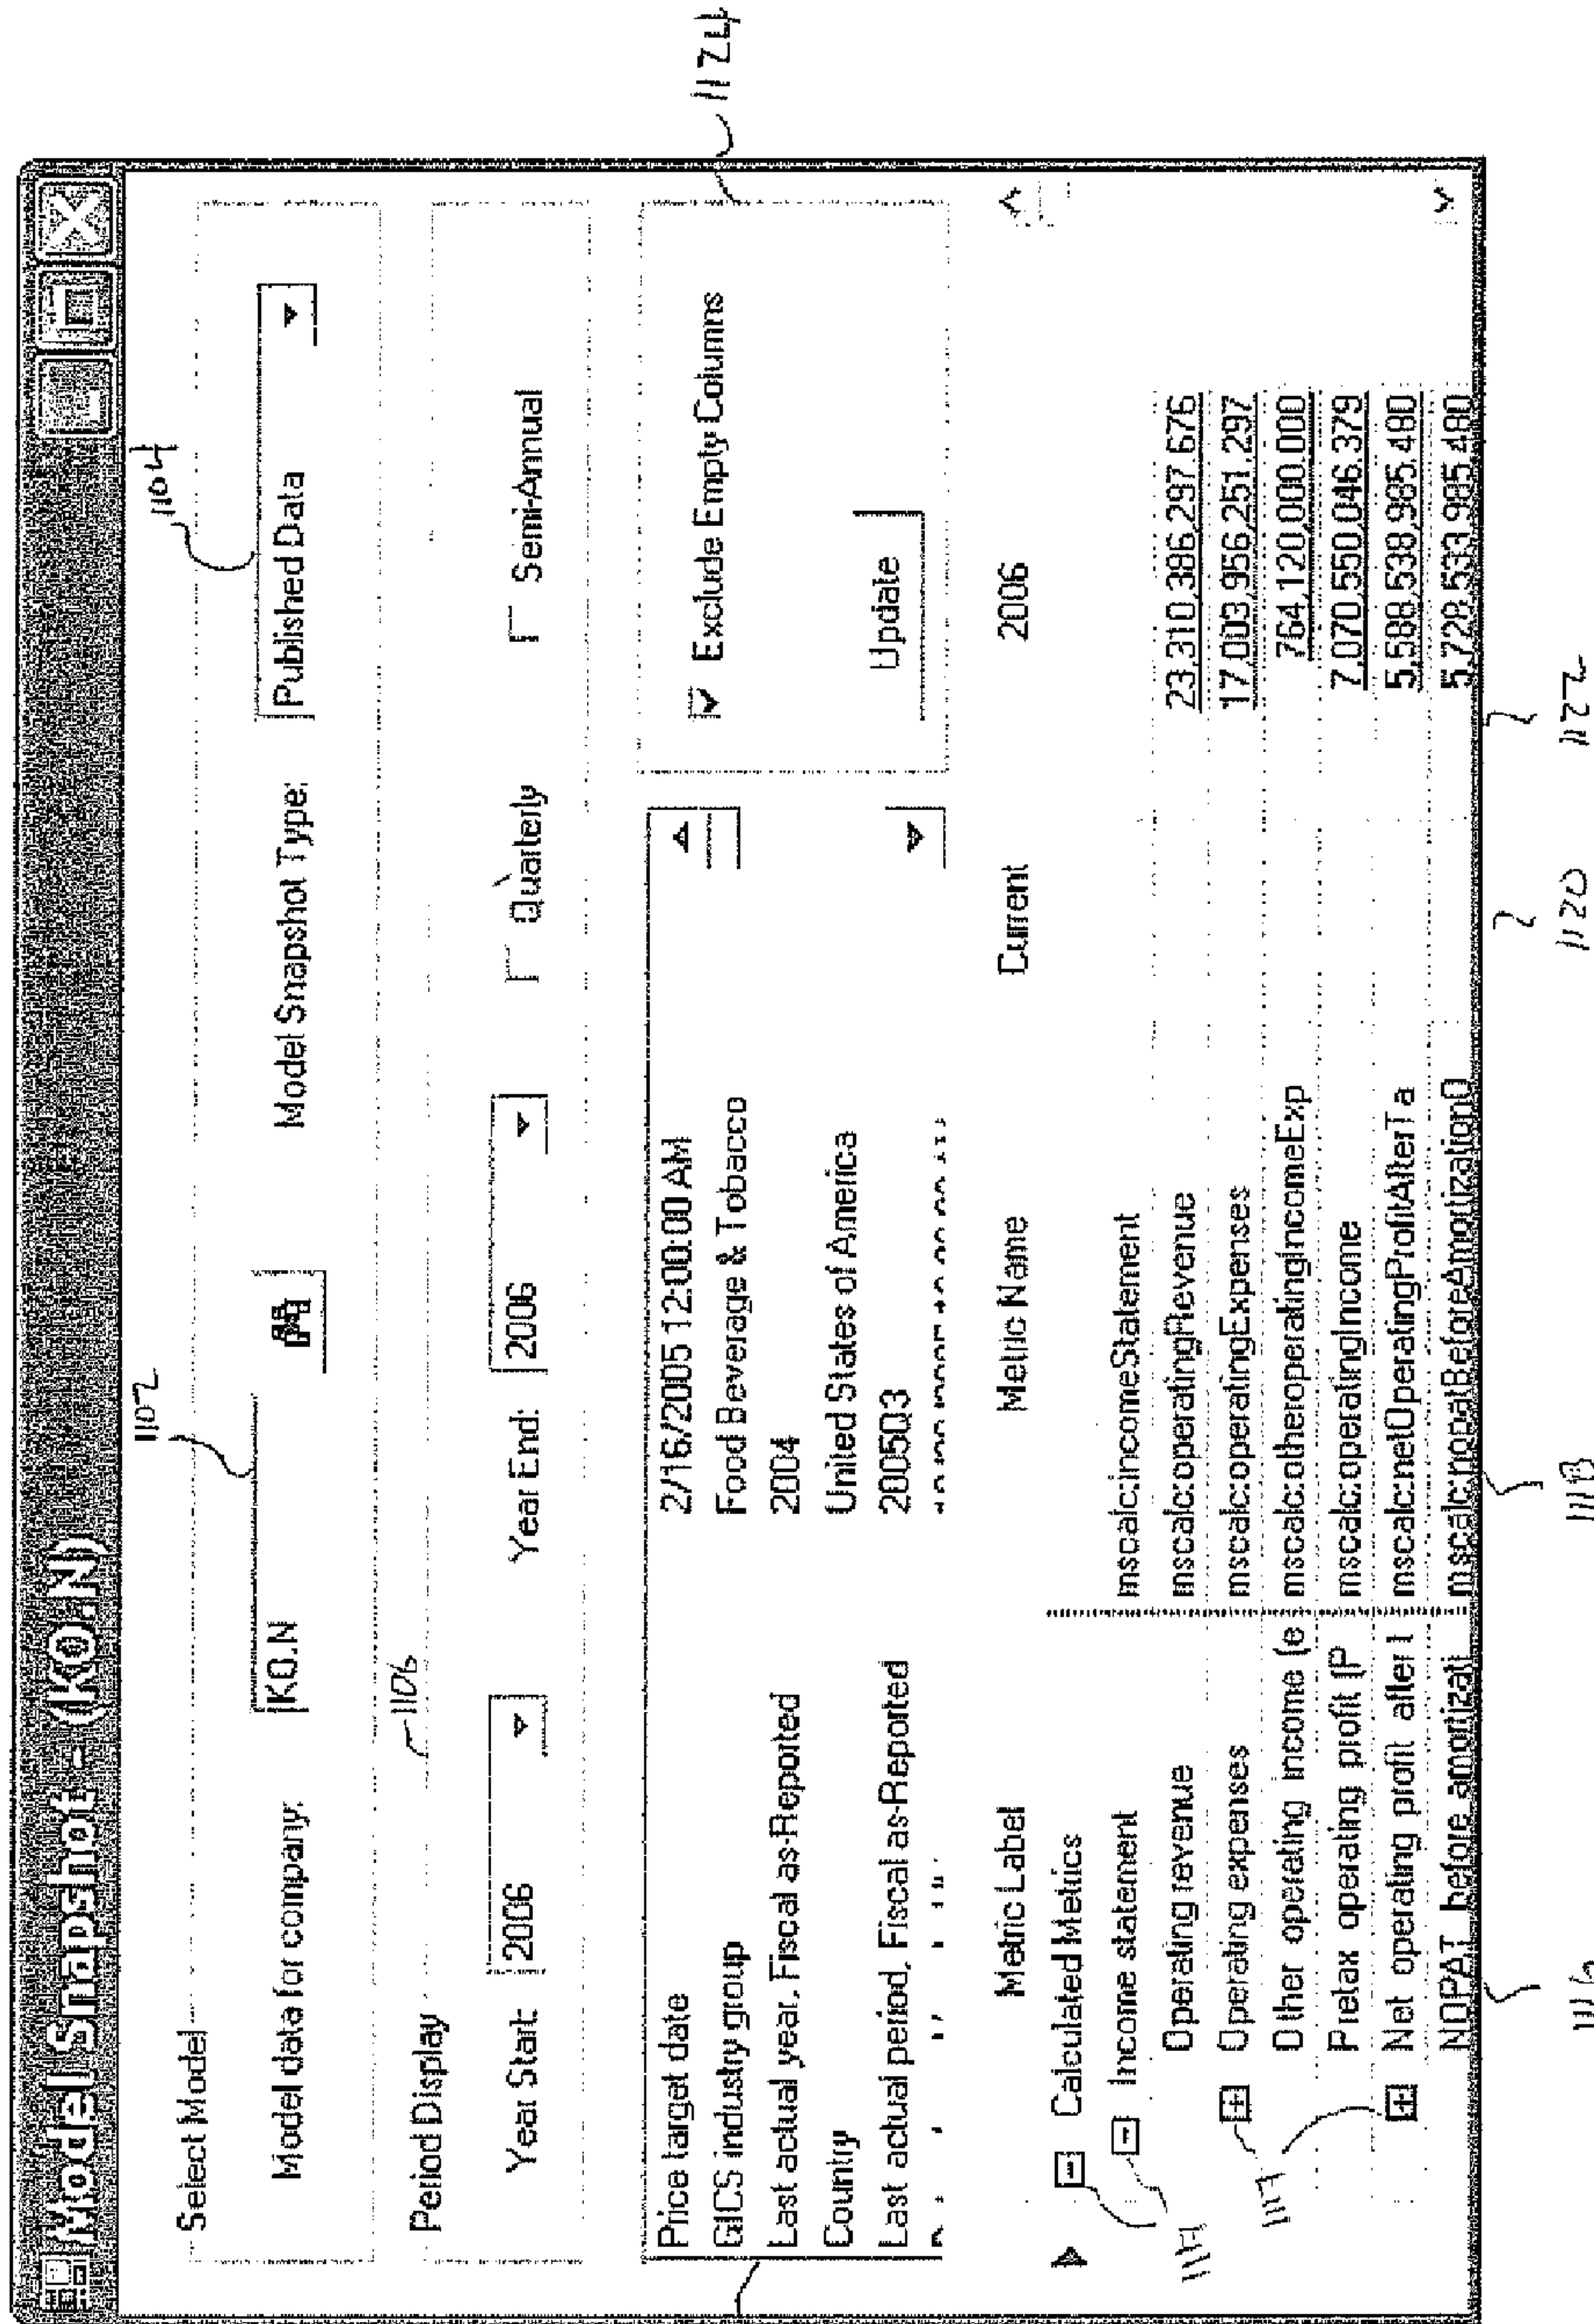 Model Snapshot - (KO.N)
1102
1104
Select Model
Model data for company: KO.N Model Snapshot Type: Published Data
1106
Period Display
Year Start: 2006 Year End: 2006 Quarterly Semi-Annual
1124
Price target date 2/16/2005 12:00:00 AM
GICS industry group Food Beverage & Tobacco
Last actual year, Fiscal as-Reported 2004
Country United States of America
Last actual period, Fiscal as-Reported 2005Q3
Exclude Empty Columns
Update
Metric Label Metric Name Current 2006
Calculated Metrics
Income statement mscalc:incomeStatement
Operating revenue mscalc:operatingRevenue 23,310,386,297.676
Operating expenses mscalc:operatingExpenses 17,003,956,251.297
Other operating income (e mscalc:otheroperatingIncomeExp 764,120,000.000
Pretax operating profit (P mscalc:operatingIncome 7,070,550,046.379
Net operating profit after t mscalc:netOperatingProfitAfterTa 5,588,538,985.480
NOPAT, before amortizati mscalc:nopatBeforeAmortizationO 5,728,533,985.480
1114
1114
1116
1118
1120
1122